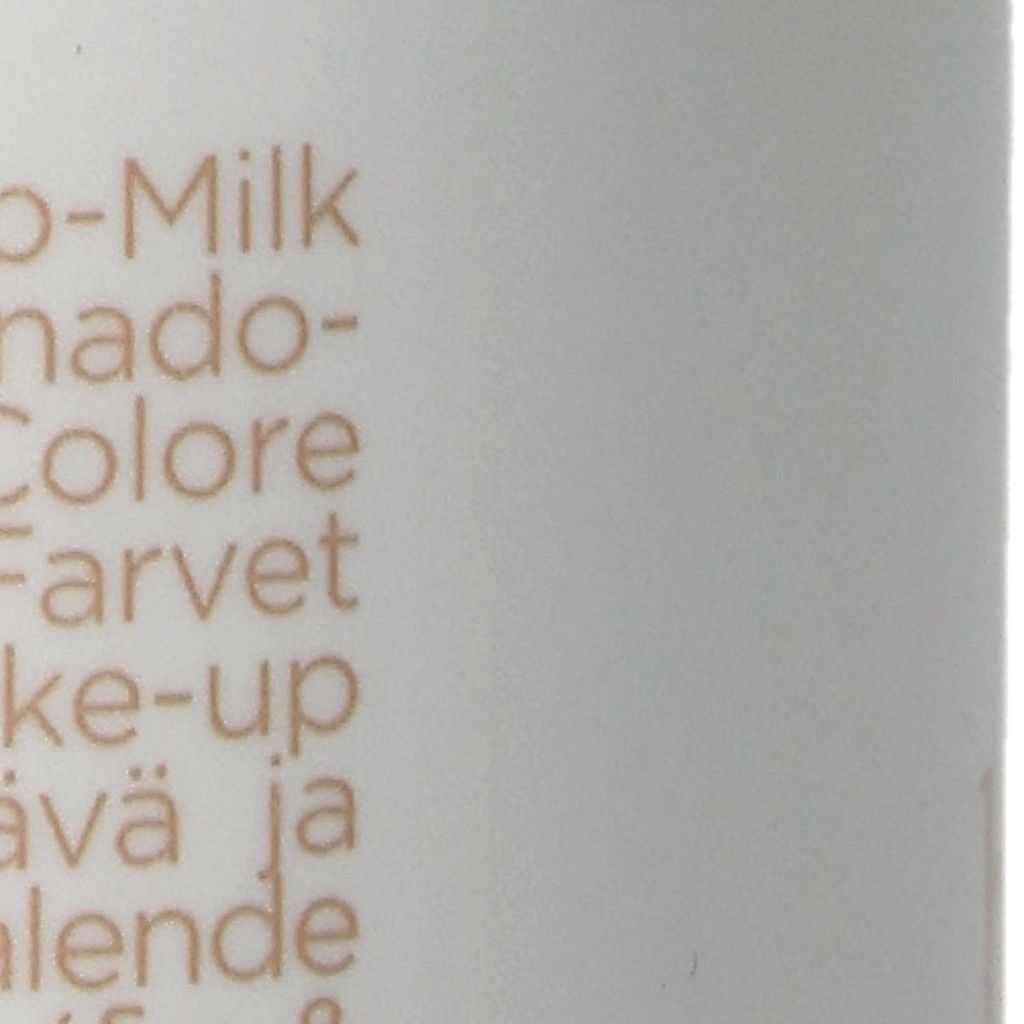 o-Milk
nado-
Colore
Farvet
ke-up
ävä ja
alende